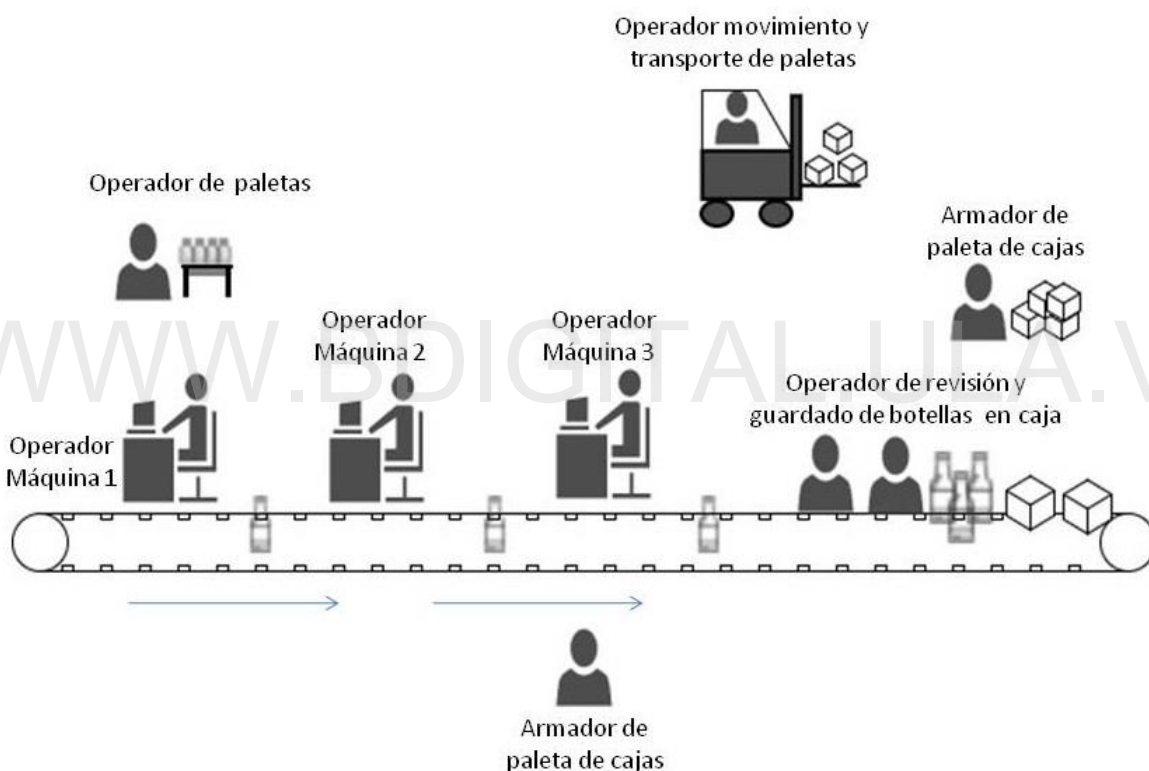 Operador movimiento y
transporte de paletas
Operador de paletas
Armador de
paleta de cajas
Operador
Máquina 2
Operador
Máquina 3
WWW.BDIGITAL.ULA.V
Operador de revisión y
guardado de botellas en caja
Operador
Máquina 1
Armador de
paleta de cajas